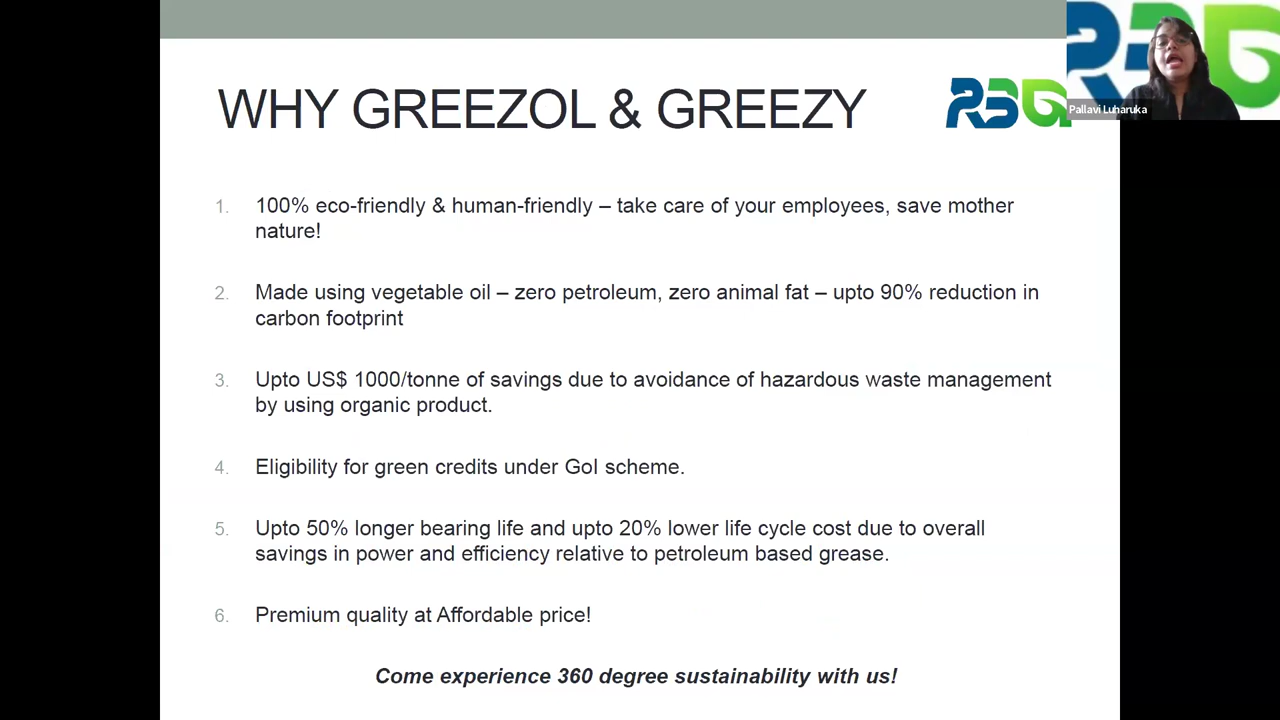 WHY GREEZOL & GREEZY
RBG
RBG
Pallavi Luharuka
1. 100% eco-friendly & human-friendly – take care of your employees, save mother
nature!
2. Made using vegetable oil – zero petroleum, zero animal fat – upto 90% reduction in
carbon footprint
3. Upto US$ 1000/tonne of savings due to avoidance of hazardous waste management
by using organic product.
4. Eligibility for green credits under GoI scheme.
5. Upto 50% longer bearing life and upto 20% lower life cycle cost due to overall
savings in power and efficiency relative to petroleum based grease.
6. Premium quality at Affordable price!
Come experience 360 degree sustainability with us!